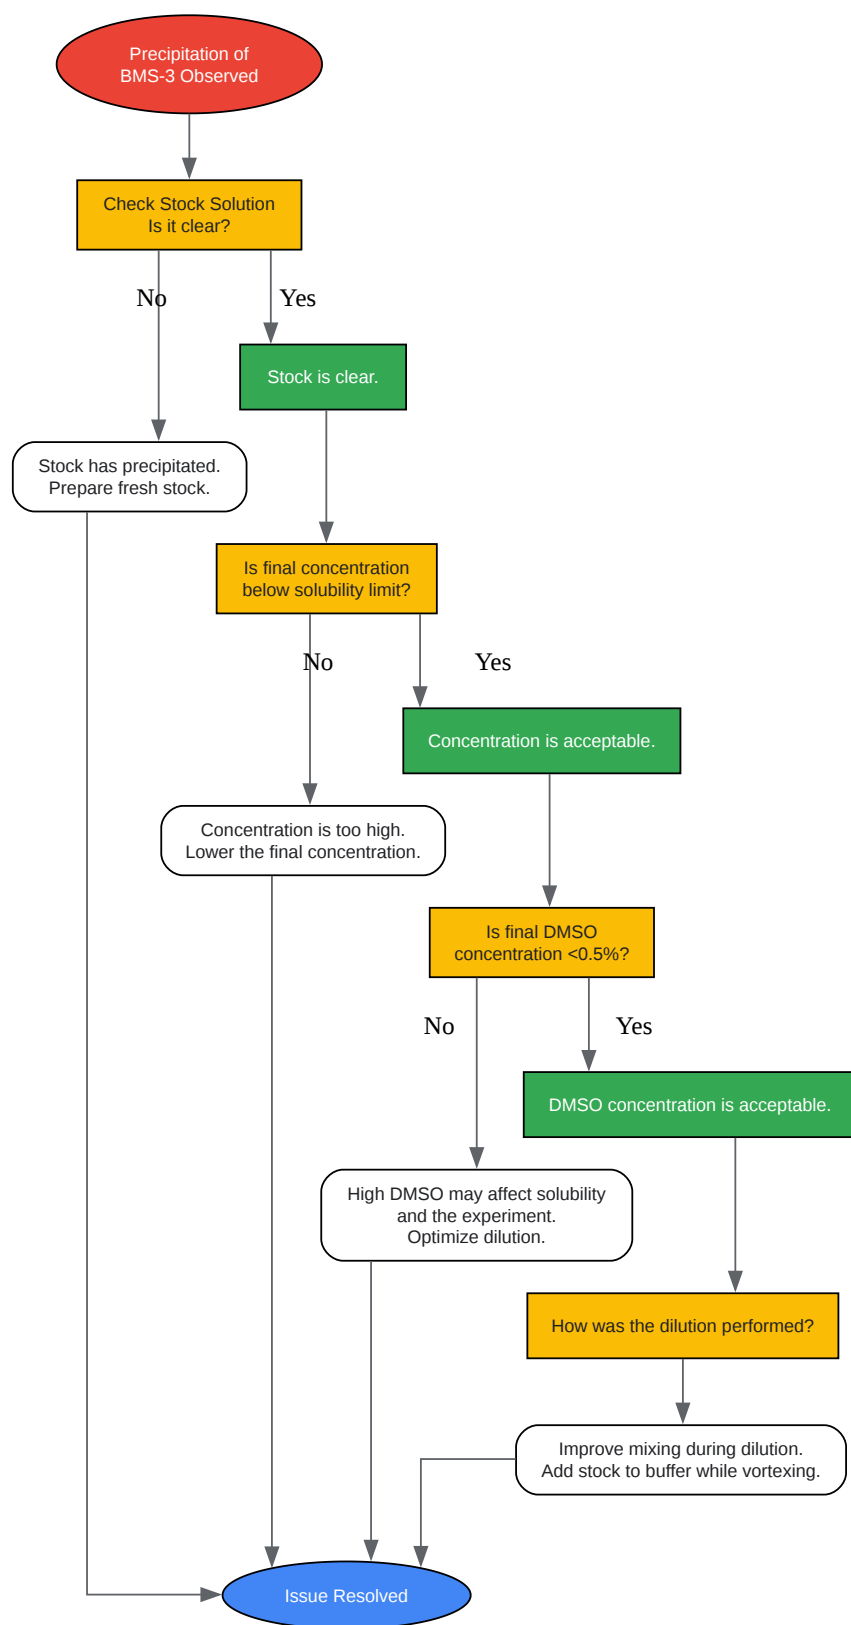 Precipitation of
BMS-3 Observed
Check Stock Solution
Is it clear?
No
Yes
Stock is clear.
Stock has precipitated.
Prepare fresh stock.
Is final concentration
below solubility limit?
No
Yes
Concentration is acceptable.
Concentration is too high.
Lower the final concentration.
Is final DMSO
concentration <0.5%?
No
Yes
DMSO concentration is acceptable.
High DMSO may affect solubility
and the experiment.
Optimize dilution.
How was the dilution performed?
Improve mixing during dilution.
Add stock to buffer while vortexing.
Issue Resolved